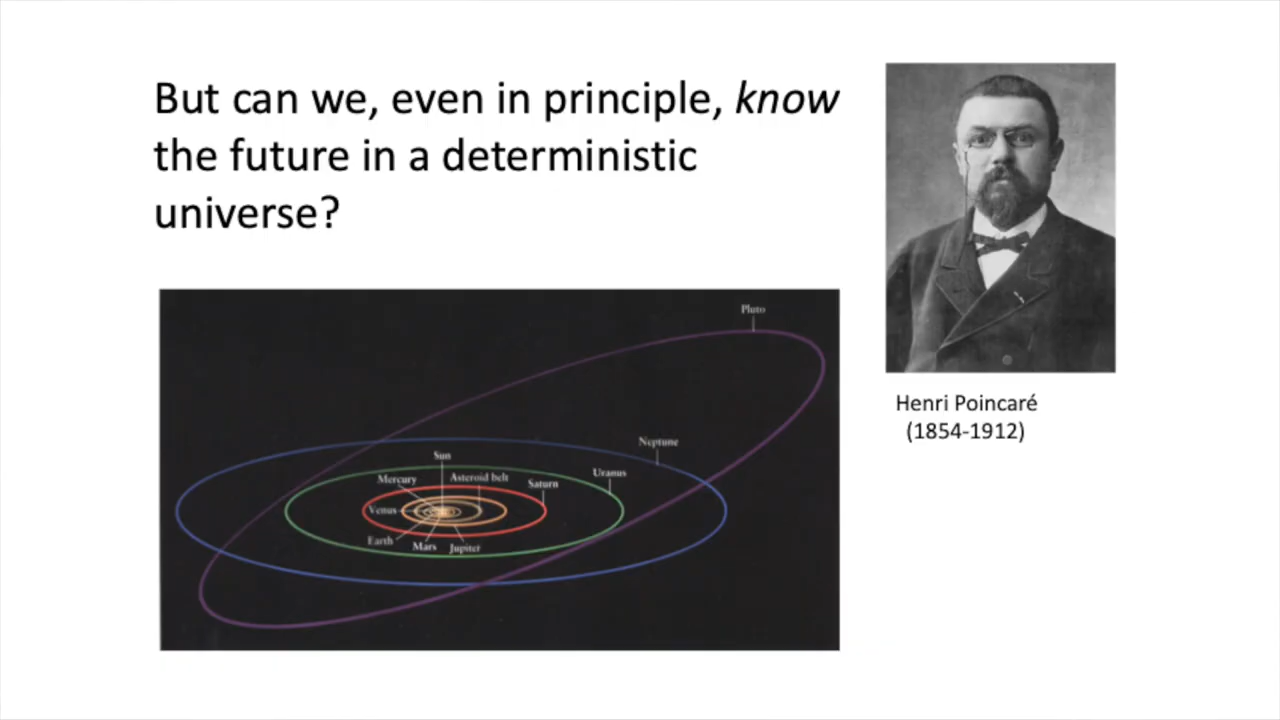 But can we, even in principle, know
the future in a deterministic
universe?
Henri Poincaré
(1854-1912)
Pluto
Neptune
Sun
Uranus
Mercury
Asteroid belt
Saturn
Venus
Earth
Mars
Jupiter